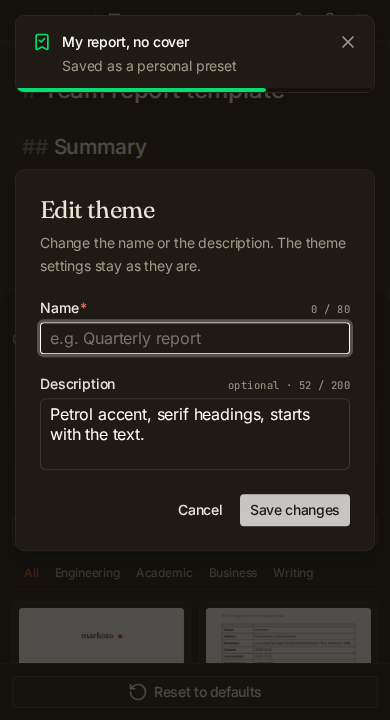 My report, no cover
Saved as a personal preset
# Team report template
## Summary
Edit theme
Change the name or the description. The theme
settings stay as they are.
Name*
0 / 80
e.g. Quarterly report
Description
optional · 52 / 200
Petrol accent, serif headings, starts
with the text.
Cancel
Save changes
All
Engineering
Academic
Business
Writing
markoto
Reset to defaults